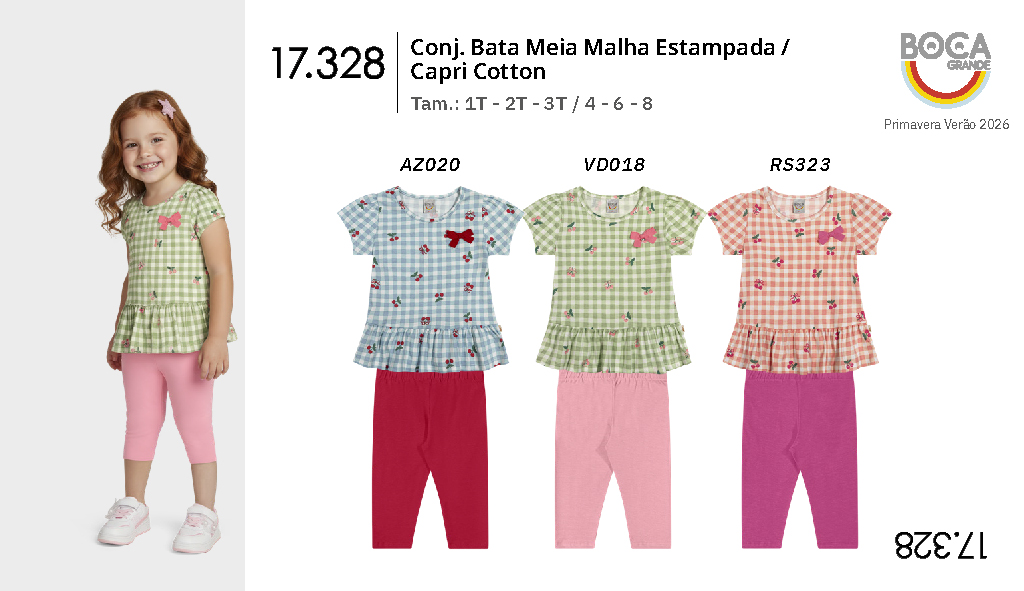 17.328
Conj. Bata Meia Malha Estampada /
Capri Cotton
Tam.: 1T - 2T - 3T / 4 - 6 - 8
BOCA
GRANDE
Primavera Verão 2026
AZ020
VD018
RS323
17.328